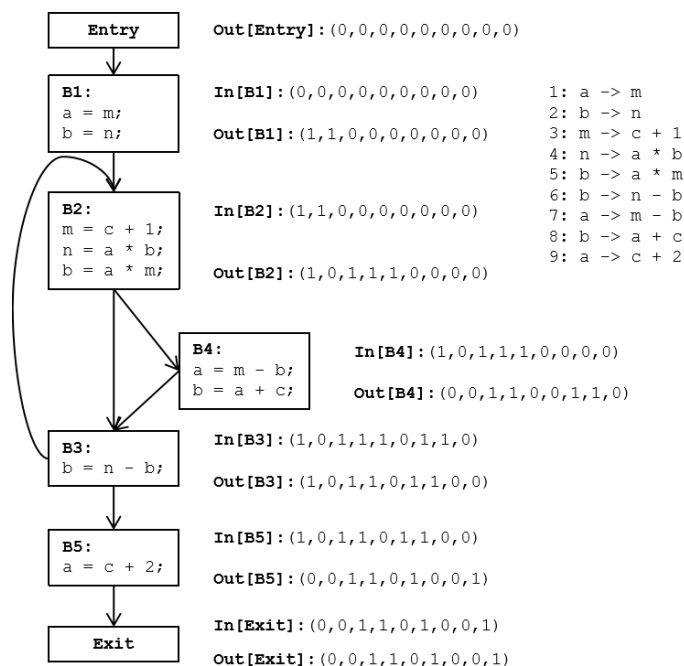 Entry
Out[Entry]:(0,0,0,0,0,0,0,0,0)
B1:
a = m;
b = n;
In[B1]:(0,0,0,0,0,0,0,0,0)
Out[B1]:(1,1,0,0,0,0,0,0,0)
1: a -> m
2: b -> n
3: m -> c + 1
4: n -> a * b
5: b -> a * m
6: b -> n - b
7: a -> m - b
8: b -> a + c
9: a -> c + 2
B2:
m = c + 1;
n = a * b;
b = a * m;
In[B2]:(1,1,0,0,0,0,0,0,0)
Out[B2]:(1,0,1,1,1,0,0,0,0)
B4:
a = m - b;
b = a + c;
In[B4]:(1,0,1,1,1,0,0,0,0)
Out[B4]:(0,0,1,1,0,0,1,1,0)
B3:
b = n - b;
In[B3]:(1,0,1,1,1,0,1,1,0)
Out[B3]:(1,0,1,1,0,1,1,0,0)
B5:
a = c + 2;
In[B5]:(1,0,1,1,0,1,1,0,0)
Out[B5]:(0,0,1,1,0,1,0,0,1)
Exit
In[Exit]:(0,0,1,1,0,1,0,0,1)
Out[Exit]:(0,0,1,1,0,1,0,0,1)